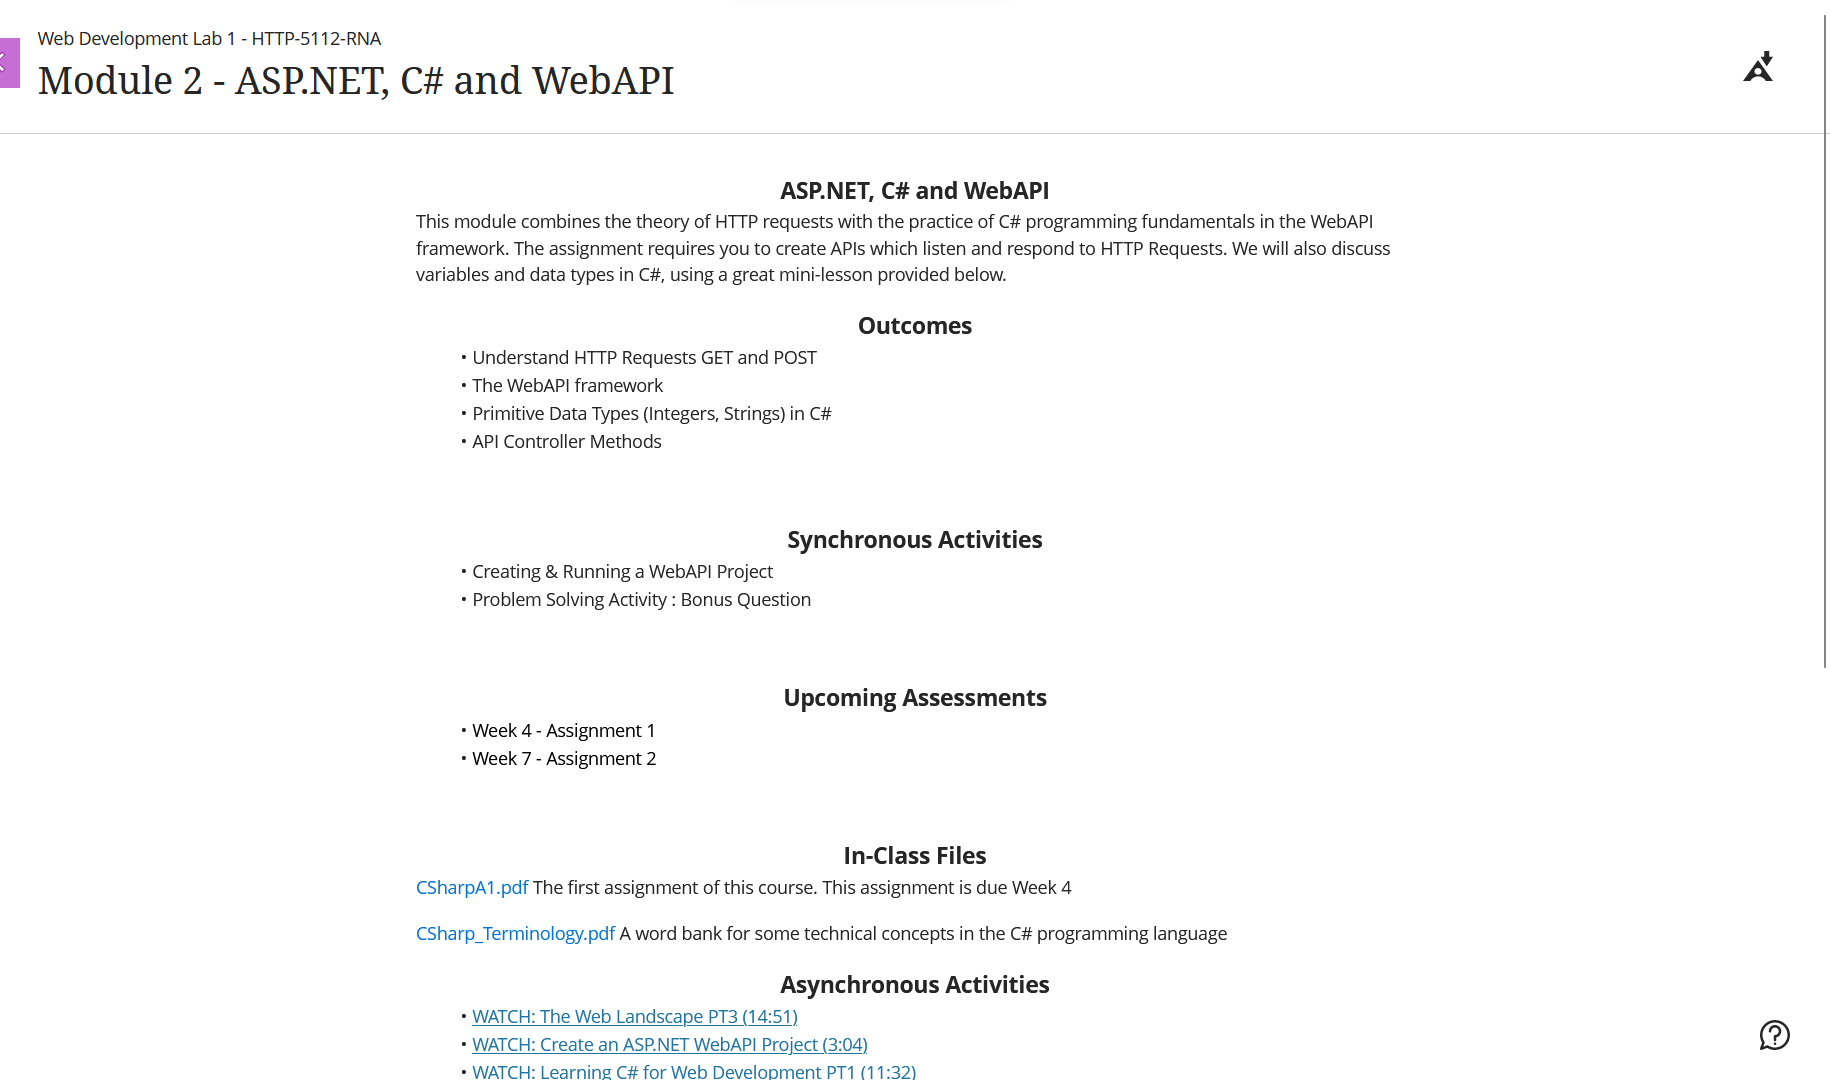 Web Development Lab 1 - HTTP-5112-RNA
Module 2 - ASP.NET, C# and WebAPI
ASP.NET, C# and WebAPI
This module combines the theory of HTTP requests with the practice of C# programming fundamentals in the WebAPI
framework. The assignment requires you to create APIs which listen and respond to HTTP Requests. We will also discuss
variables and data types in C#, using a great mini-lesson provided below.
Outcomes
• Understand HTTP Requests GET and POST
• The WebAPI framework
• Primitive Data Types (Integers, Strings) in C#
• API Controller Methods
Synchronous Activities
• Creating & Running a WebAPI Project
• Problem Solving Activity : Bonus Question
Upcoming Assessments
• Week 4 - Assignment 1
• Week 7 - Assignment 2
In-Class Files
CSharpA1.pdf The first assignment of this course. This assignment is due Week 4
CSharp_Terminology.pdf A word bank for some technical concepts in the C# programming language
Asynchronous Activities
• WATCH: The Web Landscape PT3 (14:51)
• WATCH: Create an ASP.NET WebAPI Project (3:04)
• WATCH: Learning C# for Web Development PT1 (11:32)